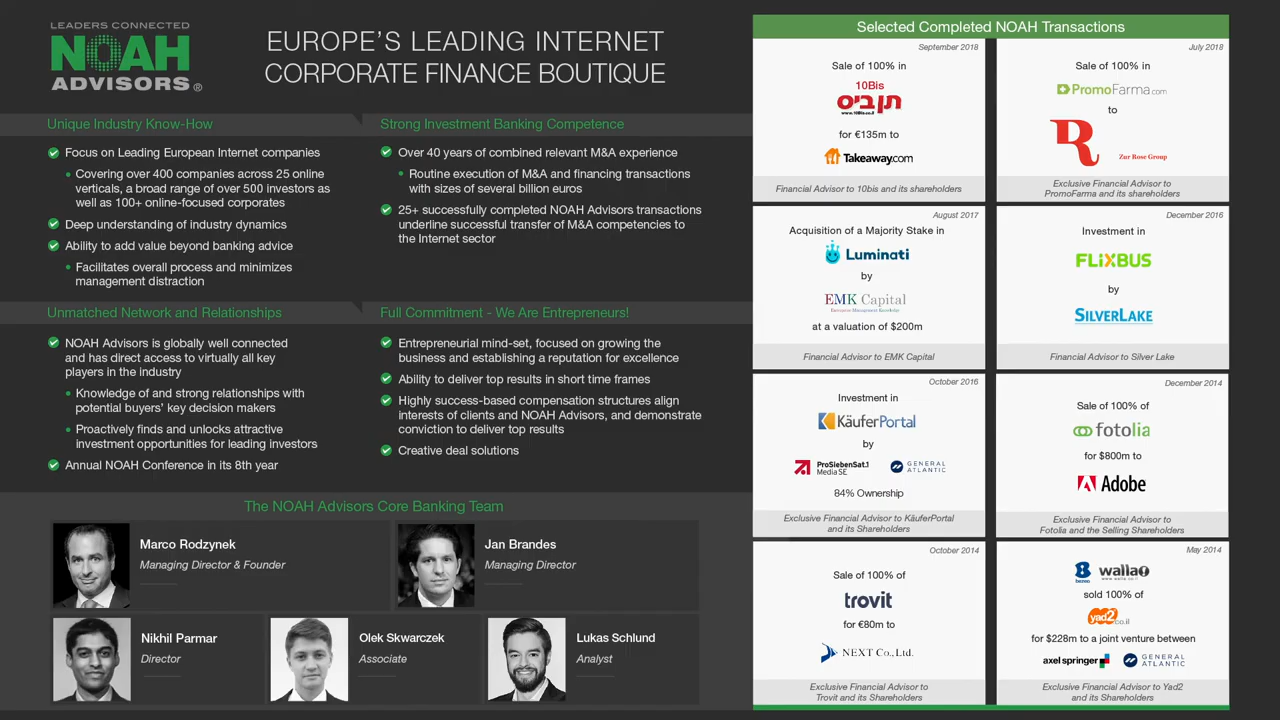 LEADERS CONNECTED
NOAH
ADVISORS®
EUROPE'S LEADING INTERNET
CORPORATE FINANCE BOUTIQUE
Unique Industry Know-How
Focus on Leading European Internet companies
• Covering over 400 companies across 25 online
verticals, a broad range of over 500 investors as
well as 100+ online-focused corporates
Deep understanding of industry dynamics
Ability to add value beyond banking advice
• Facilitates overall process and minimizes
management distraction
Strong Investment Banking Competence
Over 40 years of combined relevant M&A experience
• Routine execution of M&A and financing transactions
with sizes of several billion euros
25+ successfully completed NOAH Advisors transactions
underline successful transfer of M&A competencies to
the Internet sector
Unmatched Network and Relationships
NOAH Advisors is globally well connected
and has direct access to virtually all key
players in the industry
• Knowledge of and strong relationships with
potential buyers' key decision makers
• Proactively finds and unlocks attractive
investment opportunities for leading investors
Annual NOAH Conference in its 8th year
Full Commitment - We Are Entrepreneurs!
Entrepreneurial mind-set, focused on growing the
business and establishing a reputation for excellence
Ability to deliver top results in short time frames
Highly success-based compensation structures align
interests of clients and NOAH Advisors, and demonstrate
conviction to deliver top results
Creative deal solutions
The NOAH Advisors Core Banking Team
Marco Rodzynek
Managing Director & Founder
Jan Brandes
Managing Director
Nikhil Parmar
Director
Olek Skwarczek
Associate
Lukas Schlund
Analyst
Selected Completed NOAH Transactions
September 2018
Sale of 100% in
10Bis
תן ביס
www.10Bis.co.il
for €135m to
Takeaway.com
Financial Advisor to 10bis and its shareholders
July 2018
Sale of 100% in
PromoFarma.com
to
R
Zur Rose Group
Exclusive Financial Advisor to
PromoFarma and its shareholders
August 2017
Acquisition of a Majority Stake in
Luminati
by
EMK Capital
Executive Management Knowledge
at a valuation of $200m
Financial Advisor to EMK Capital
December 2016
Investment in
FLiXBUS
by
SILVERLAKE
Financial Advisor to Silver Lake
October 2016
Investment in
KäuferPortal
by
ProSiebenSat.1
Media SE
GENERAL
ATLANTIC
84% Ownership
Exclusive Financial Advisor to KäuferPortal
and its Shareholders
December 2014
Sale of 100% of
fotolia
for $800m to
Adobe
Exclusive Financial Advisor to
Fotolia and the Selling Shareholders
October 2014
Sale of 100% of
trovit
for €80m to
NEXT Co., Ltd.
Exclusive Financial Advisor to
Trovit and its Shareholders
May 2014
walla
www.walla.co.il
sold 100% of
yad2
co.il
for $228m to a joint venture between
axel springer
GENERAL
ATLANTIC
Exclusive Financial Advisor to Yad2
and its Shareholders